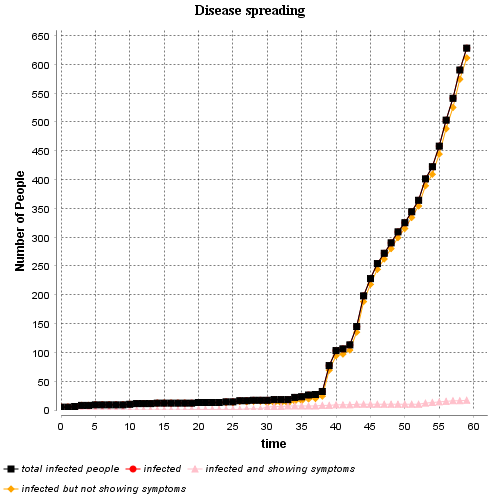 Disease spreading
650
600
550
500
450
400
350
300
250
200
150
100
50
0
Number of People
0 5 10 15 20 25 30 35 40 45 50 55 60
time
total infected people infected infected and showing symptoms
infected but not showing symptoms